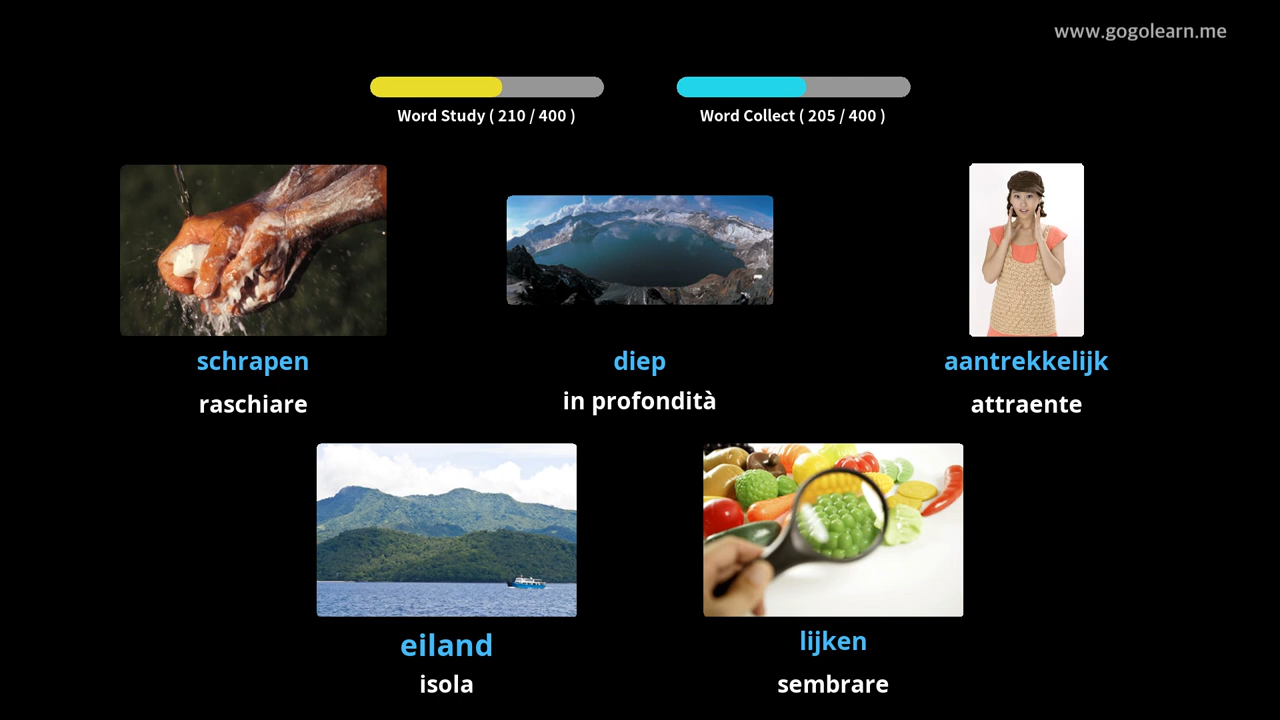 www.gogolearn.me
Word Study ( 210 / 400 )
Word Collect ( 205 / 400 )
schrapen
raschiare
diep
in profondità
aantrekkelijk
attraente
eiland
isola
lijken
sembrare